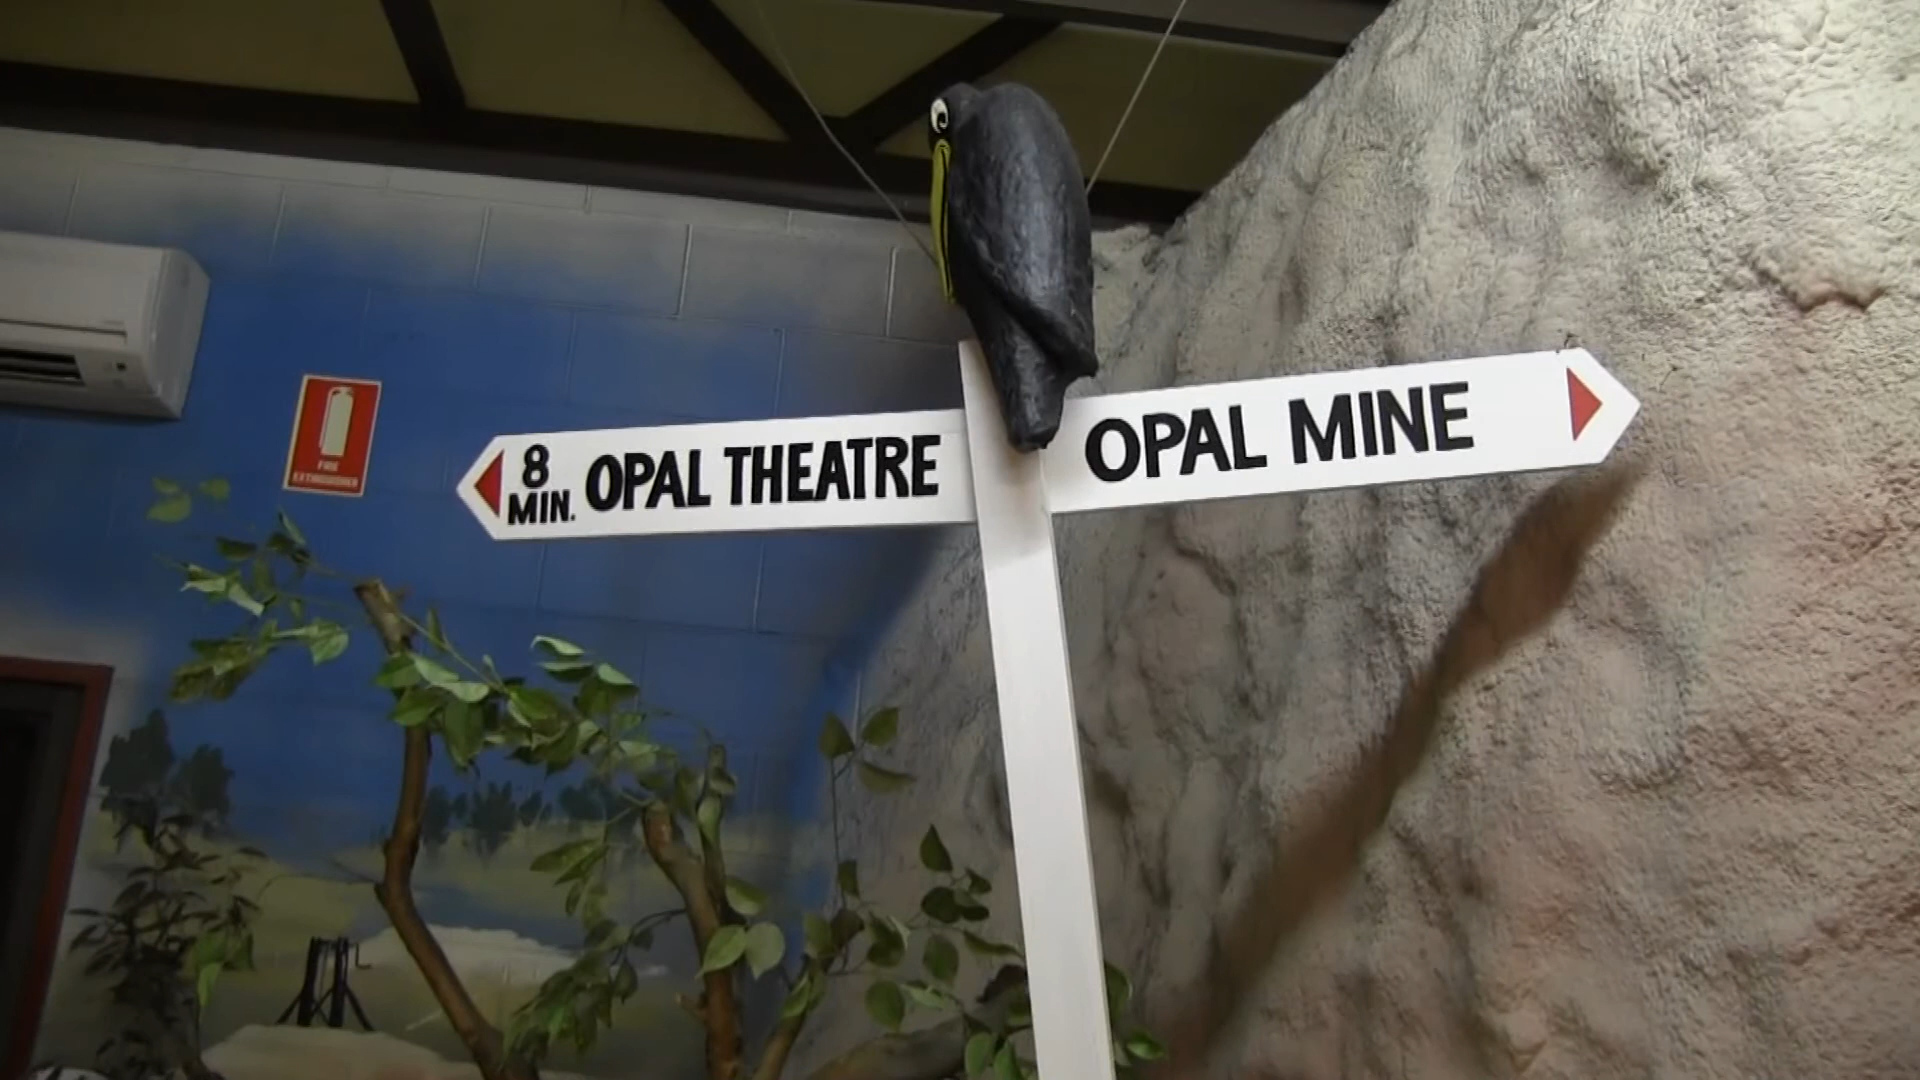 8
MIN. OPAL THEATRE
OPAL MINE
FIRE
EXTINGUISHER